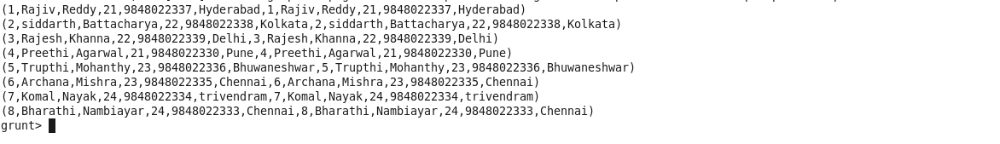 (1,Rajiv,Reddy,21,9848022337,Hyderabad,1,Rajiv,Reddy,21,9848022337,Hyderabad)
(2,siddarth,Battacharya,22,9848022338,Kolkata,2,siddarth,Battacharya,22,9848022338,Kolkata)
(3,Rajesh,Khanna,22,9848022339,Delhi,3,Rajesh,Khanna,22,9848022339,Delhi)
(4,Preethi,Agarwal,21,9848022330,Pune,4,Preethi,Agarwal,21,9848022330,Pune)
(5,Trupthi,Mohanthy,23,9848022336,Bhuwaneshwar,5,Trupthi,Mohanthy,23,9848022336,Bhuwaneshwar)
(6,Archana,Mishra,23,9848022335,Chennai,6,Archana,Mishra,23,9848022335,Chennai)
(7,Komal,Nayak,24,9848022334,trivendram,7,Komal,Nayak,24,9848022334,trivendram)
(8,Bharathi,Nambiayar,24,9848022333,Chennai,8,Bharathi,Nambiayar,24,9848022333,Chennai)
grunt>